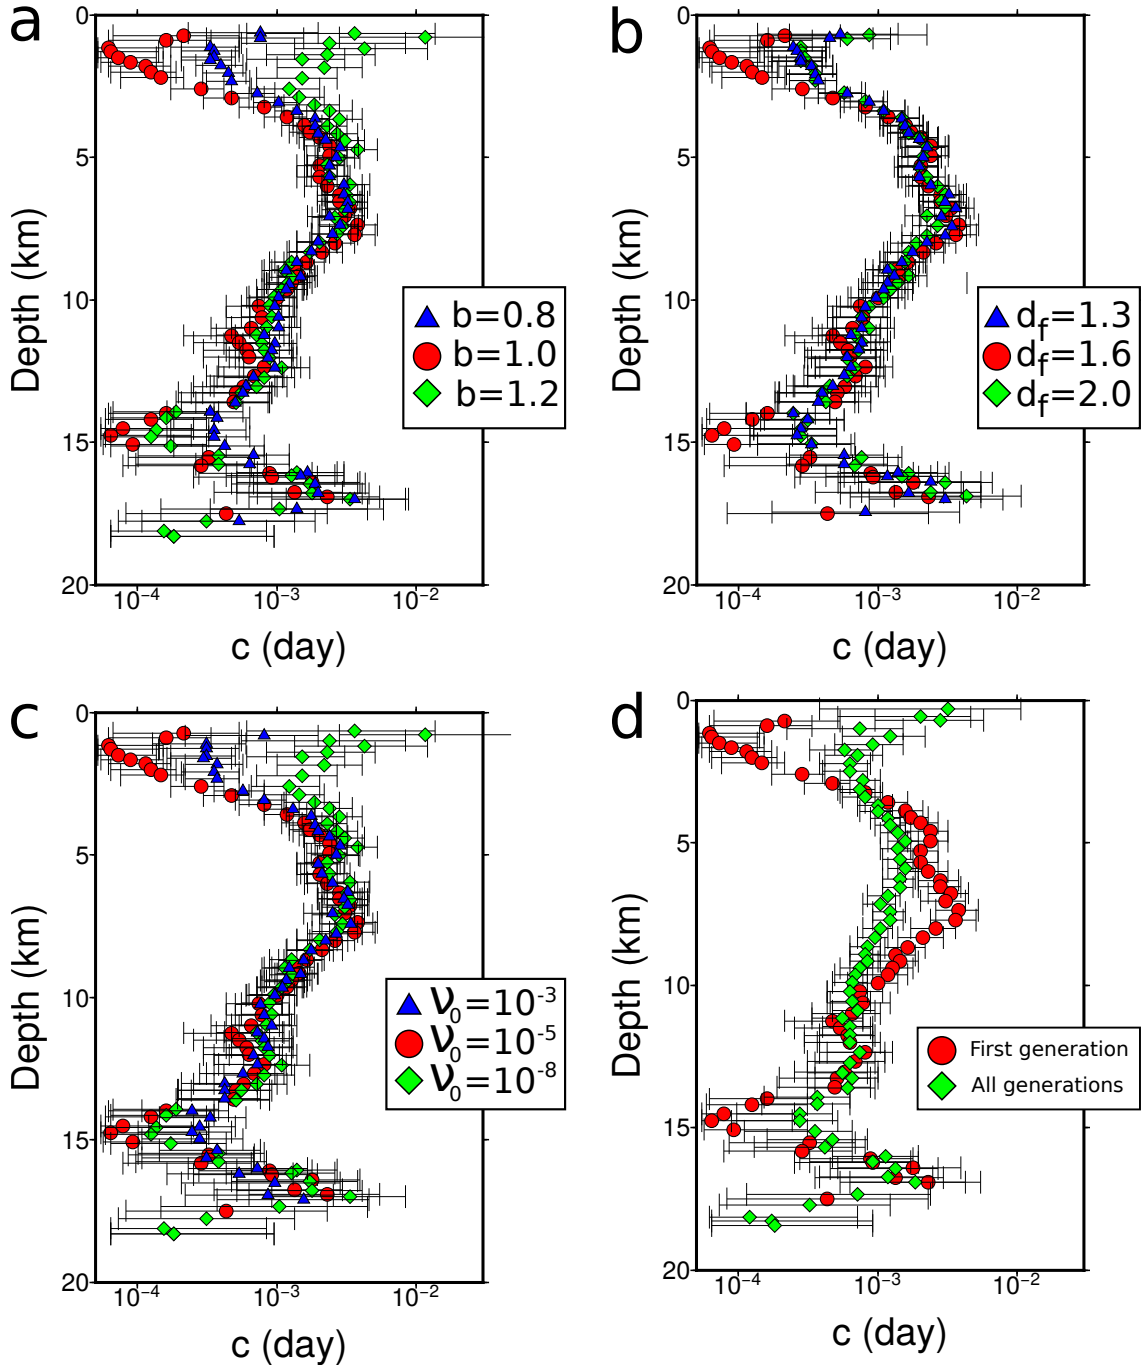 a
0
5
10
15
20
Depth (km)
10⁻⁴ 10⁻³ 10⁻²
c (day)
b=0.8
b=1.0
b=1.2
b
0
5
10
15
20
Depth (km)
10⁻⁴ 10⁻³ 10⁻²
c (day)
d_f=1.3
d_f=1.6
d_f=2.0
c
0
5
10
15
20
Depth (km)
10⁻⁴ 10⁻³ 10⁻²
c (day)
ν₀=10⁻³
ν₀=10⁻⁵
ν₀=10⁻⁸
d
0
5
10
15
20
Depth (km)
10⁻⁴ 10⁻³ 10⁻²
c (day)
First generation
All generations